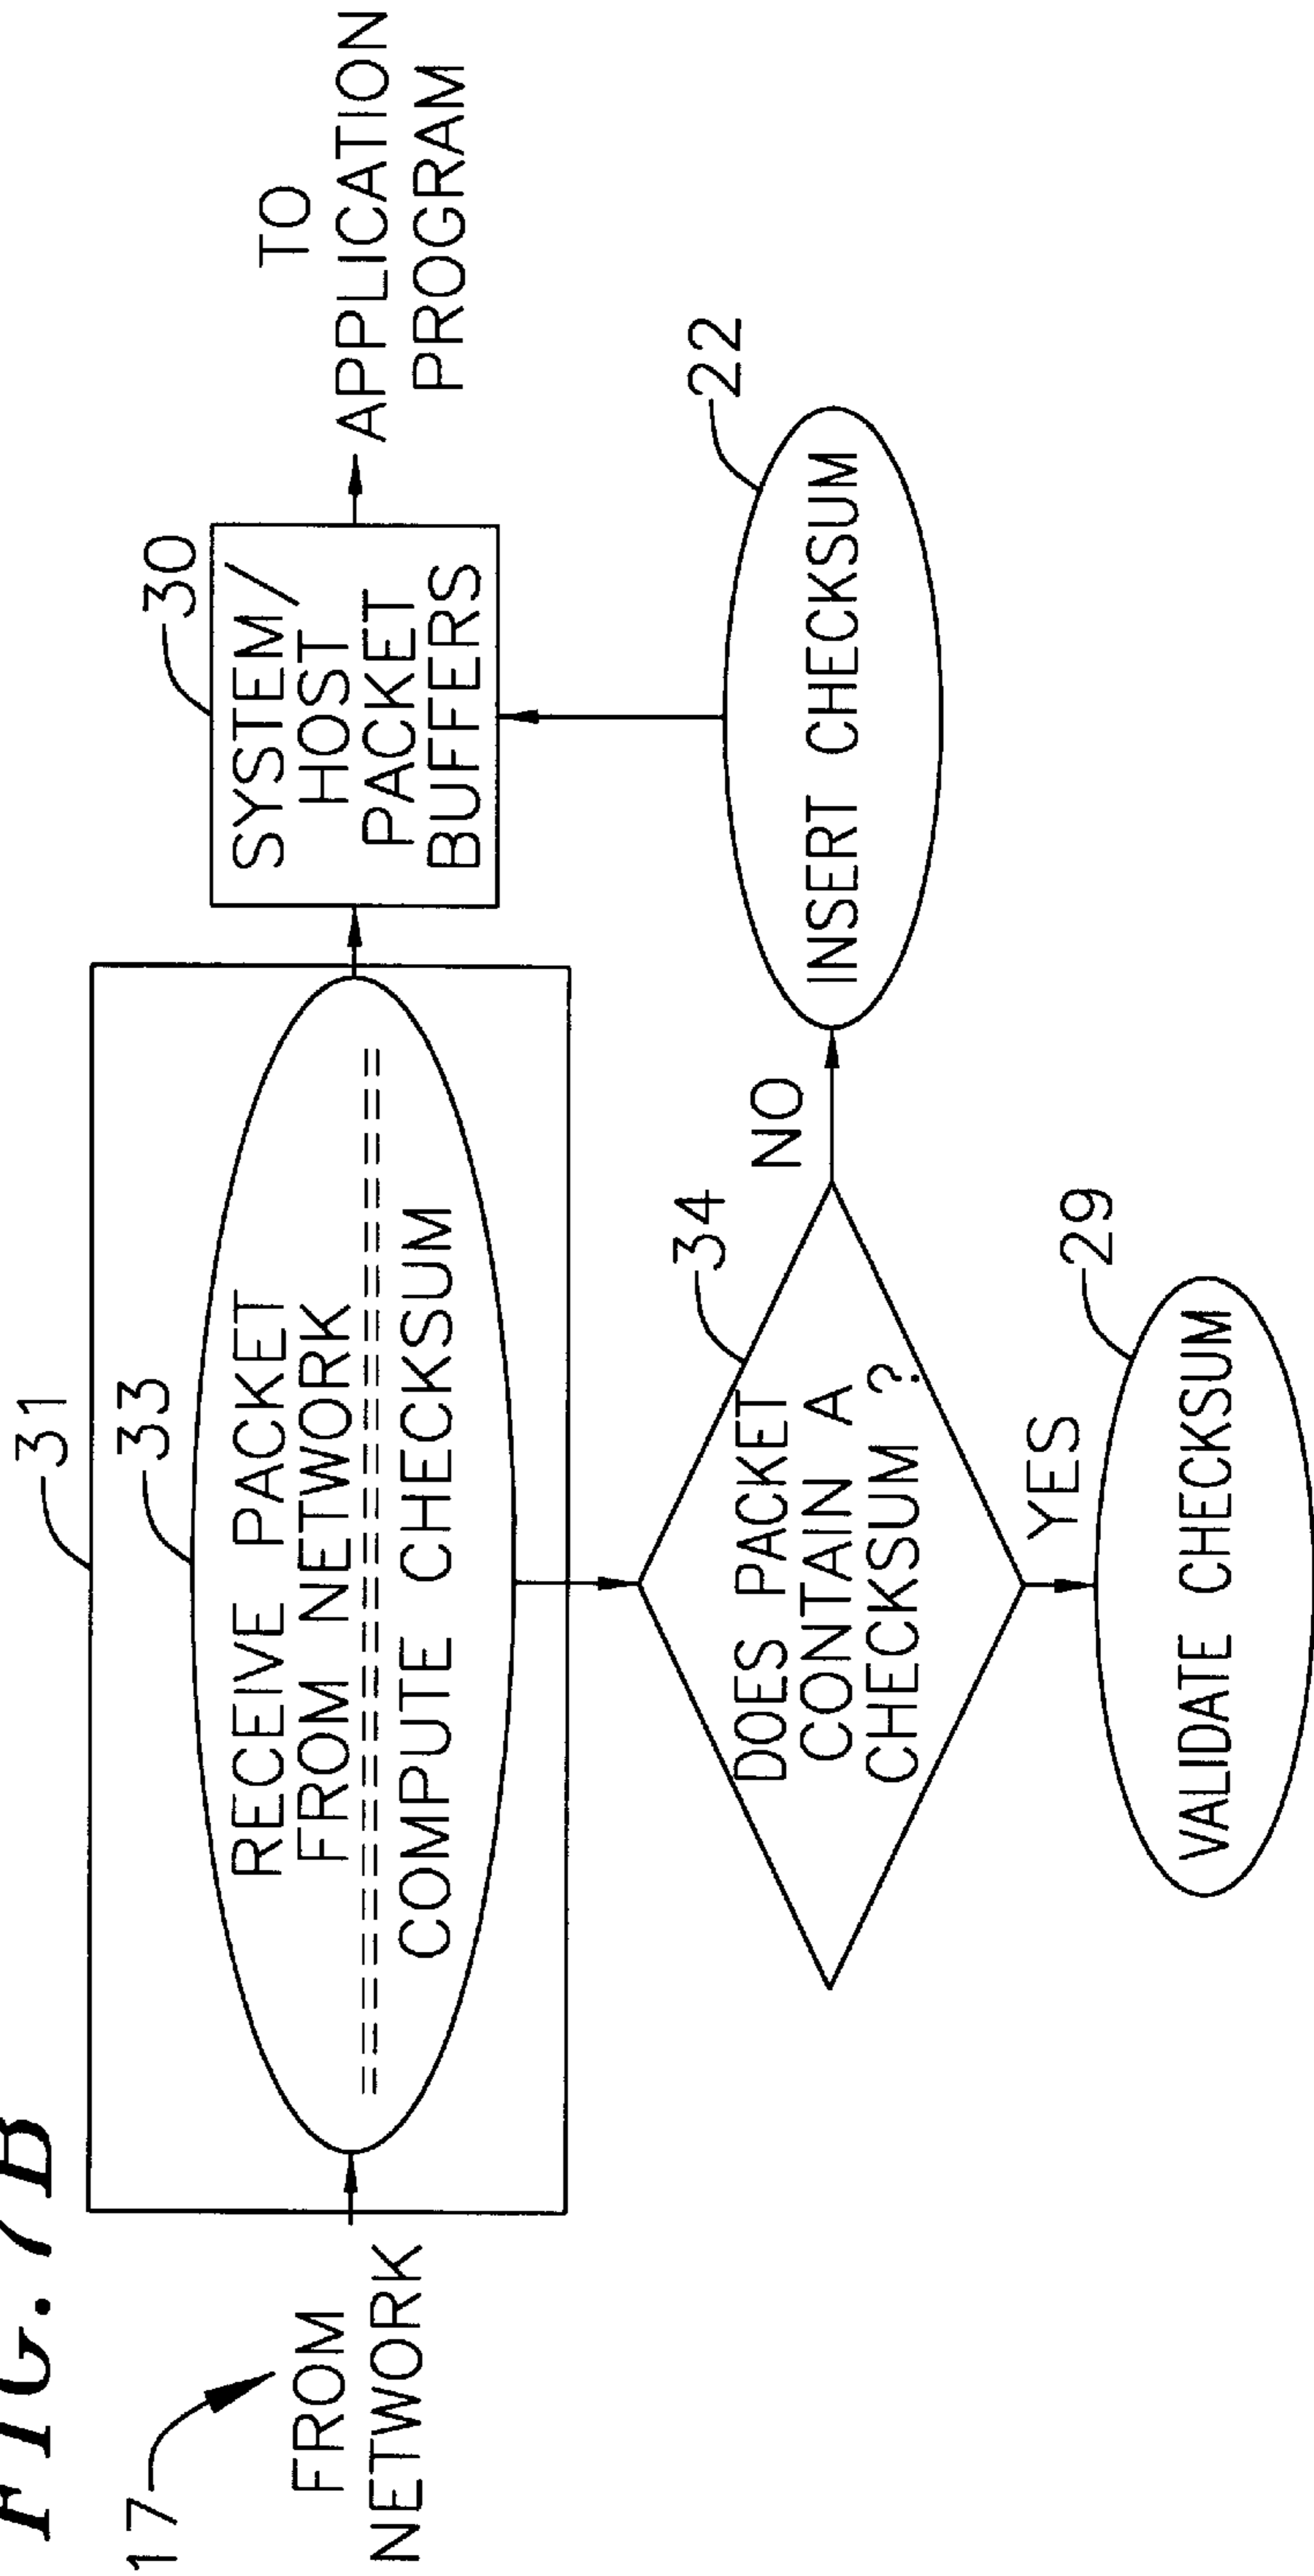 FIG. 7B
17
FROM
NETWORK
31
33
RECEIVE PACKET
FROM NETWORK
COMPUTE CHECKSUM
30
SYSTEM/
HOST
PACKET
BUFFERS
TO
APPLICATION
PROGRAM
34
DOES PACKET
CONTAIN A
CHECKSUM ?
NO
22
INSERT CHECKSUM
YES
29
VALIDATE CHECKSUM